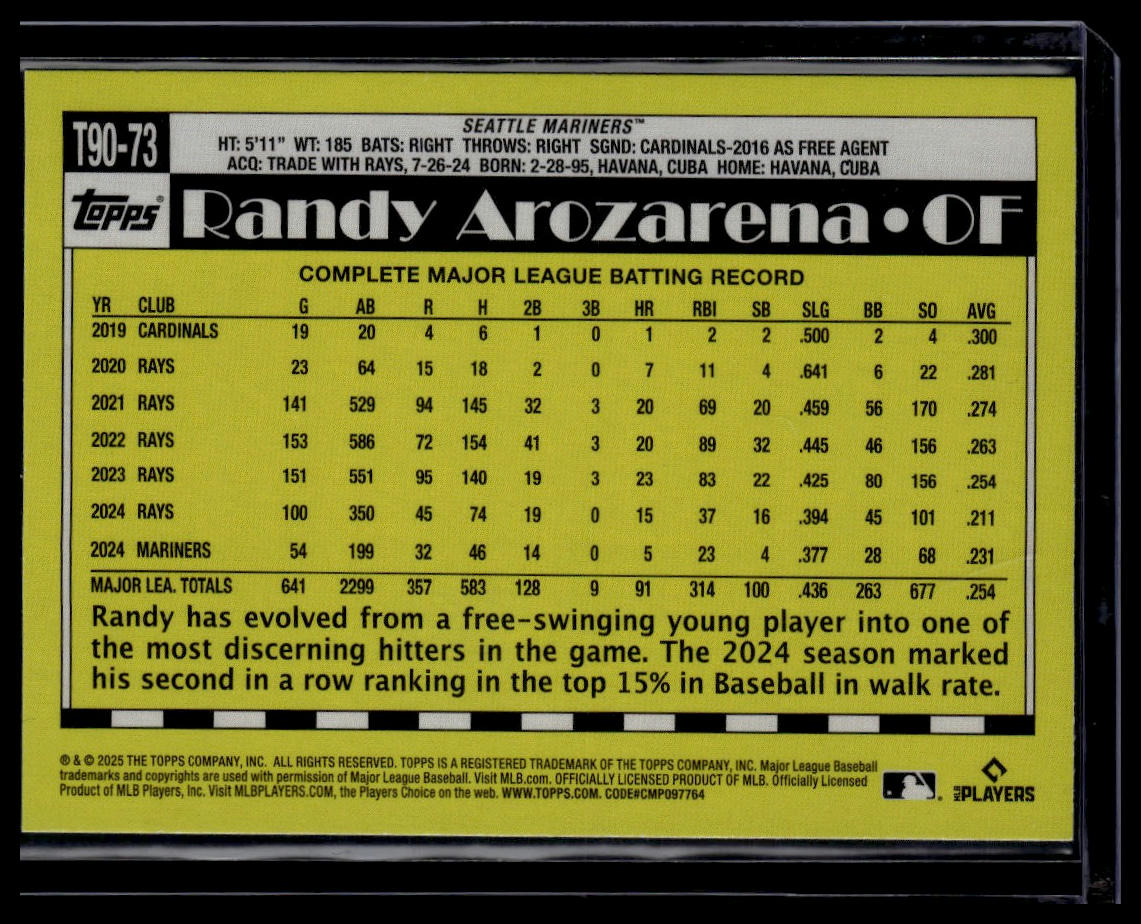 T90-73
SEATTLE MARINERS™
HT: 5'11" WT: 185 BATS: RIGHT THROWS: RIGHT SGND: CARDINALS-2016 AS FREE AGENT
ACQ: TRADE WITH RAYS, 7-26-24 BORN: 2-28-95, HAVANA, CUBA HOME: HAVANA, CUBA
topps®
Randy Arozarena • OF
COMPLETE MAJOR LEAGUE BATTING RECORD
YR CLUB G AB R H 2B 3B HR RBI SB SLG BB SO AVG
2019 CARDINALS 19 20 4 6 1 0 1 2 2 .500 2 4 .300
2020 RAYS 23 64 15 18 2 0 7 11 4 .641 6 22 .281
2021 RAYS 141 529 94 145 32 3 20 69 20 .459 56 170 .274
2022 RAYS 153 586 72 154 41 3 20 89 32 .445 46 156 .263
2023 RAYS 151 551 95 140 19 3 23 83 22 .425 80 156 .254
2024 RAYS 100 350 45 74 19 0 15 37 16 .394 45 101 .211
2024 MARINERS 54 199 32 46 14 0 5 23 4 .377 28 68 .231
MAJOR LEA. TOTALS 641 2299 357 583 128 9 91 314 100 .436 263 677 .254
Randy has evolved from a free-swinging young player into one of
the most discerning hitters in the game. The 2024 season marked
his second in a row ranking in the top 15% in Baseball in walk rate.
® & © 2025 THE TOPPS COMPANY, INC. ALL RIGHTS RESERVED. TOPPS IS A REGISTERED TRADEMARK OF THE TOPPS COMPANY, INC. Major League Baseball
trademarks and copyrights are used with permission of Major League Baseball. Visit MLB.com. OFFICIALLY LICENSED PRODUCT OF MLB. Officially Licensed
Product of MLB Players, Inc. Visit MLBPLAYERS.COM, the Players Choice on the web. WWW.TOPPS.COM. CODE#CMP097764
MLB PLAYERS